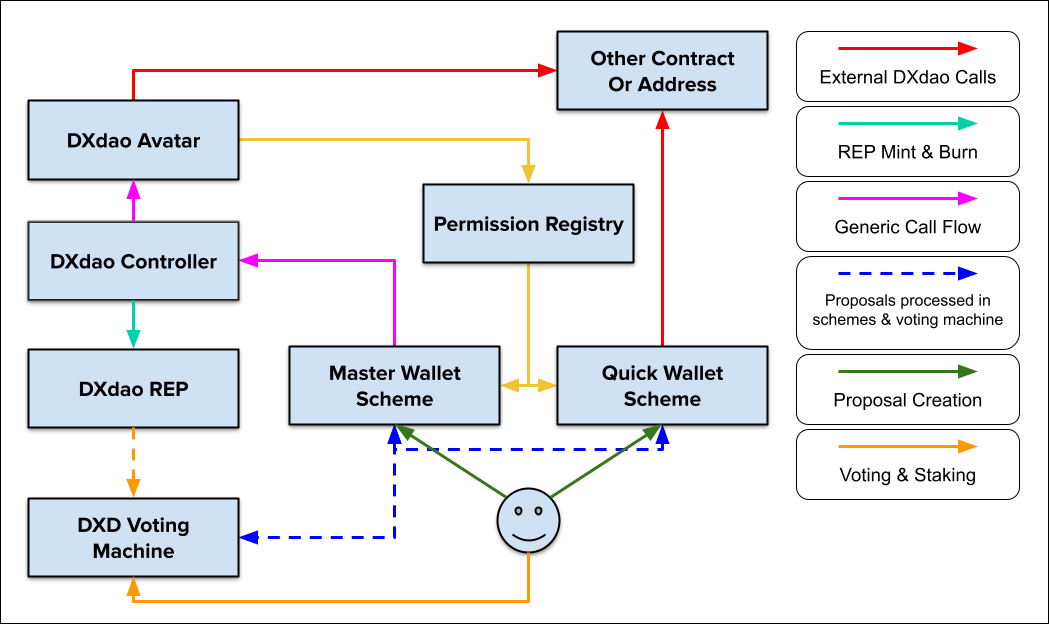 Other Contract
Or Address
DXdao Avatar
Permission Registry
DXdao Controller
DXdao REP
Master Wallet
Scheme
Quick Wallet
Scheme
DXD Voting
Machine
External DXdao Calls
REP Mint & Burn
Generic Call Flow
Proposals processed in
schemes & voting machine
Proposal Creation
Voting & Staking